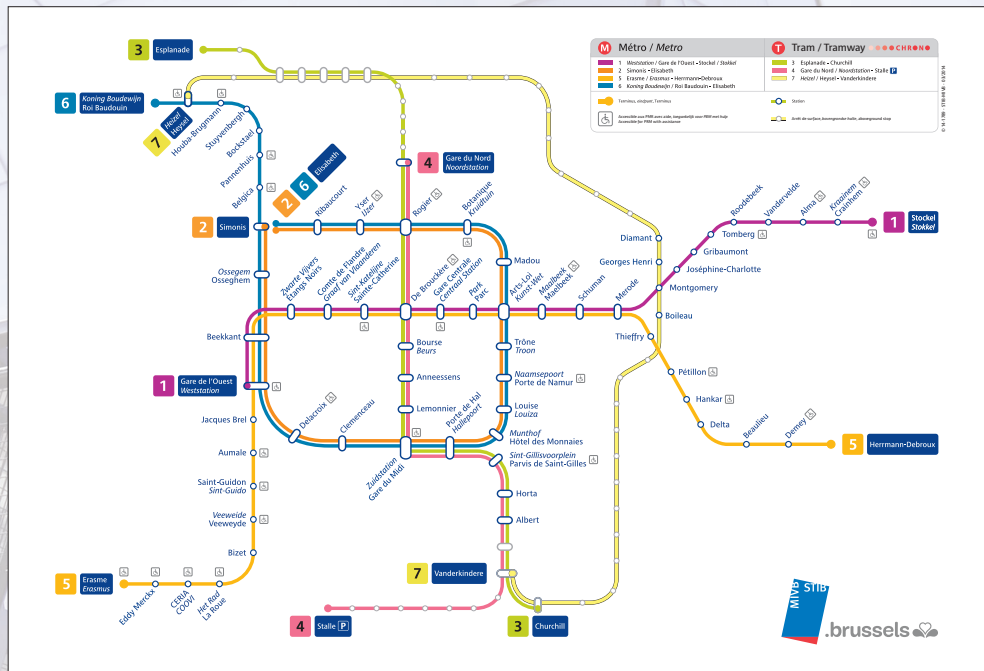 3 Esplanade
M Métro / Metro
1 Weststation / Gare de l'Ouest - Stockel / Stokkel
2 Simonis - Elisabeth
5 Erasme / Erasmus - Herrmann-Debroux
6 Koning Boudewijn / Roi Baudouin - Elisabeth
Terminus, eindpunt, Terminus
T Tram / Tramway CHRONO
3 Esplanade - Churchill
4 Gare du Nord / Noordstation - Stalle P
7 Heizel / Heysel - Vanderkindere
Station
6 Koning Boudewijn
Roi Baudouin
7 Heizel
Heysel
Houba-Brugmann
Stuyvenbergh
Bockstael
Pannenhuis
Belgica
2 Simonis
2 6 Elisabeth
Ribaucourt
Yser
IJzer
Rogier
Botanique
Kruidtuin
4 Gare du Nord
Noordstation
Madou
Diamant
Georges Henri
Roodebeek
Vandervelde
Alma
Kraainem
Crainhem
1 Stockel
Stokkel
Tomberg
Gribaumont
Joséphine-Charlotte
Montgomery
Boileau
Ossegem
Osseghem
Zwarte Vijvers
Etangs Noirs
Comte de Flandre
Graaf van Vlaanderen
Sint-Katelijne
Sainte-Catherine
De Brouckère
Gare Centrale
Centraal Station
Park
Parc
Arts-Loi
Kunst-Wet
Maalbeek
Maelbeek
Schuman
Merode
Thieffry
Beekkant
Bourse
Beurs
Trône
Troon
1 Gare de l'Ouest
Weststation
Anneessens
Naamsepoort
Porte de Namur
Pétillon
Hankar
Jacques Brel
Delacroix
Clemenceau
Lemonnier
Porte de Hal
Hallepoort
Louise
Louiza
Delta
Beaulieu
Demey
5 Herrmann-Debroux
Munthof
Hôtel des Monnaies
Aumale
Zuidstation
Gare du Midi
Sint-Gillisvoorplein
Parvis de Saint-Gilles
Saint-Guidon
Sint-Guido
Horta
Veeweide
Veeweyde
Albert
Bizet
5 Erasme
Erasmus
Eddy Merckx
CERIA
COOVI
Het Rad
La Roue
7 Vanderkindere
4 Stalle P
3 Churchill
MIVB STIB
.brussels